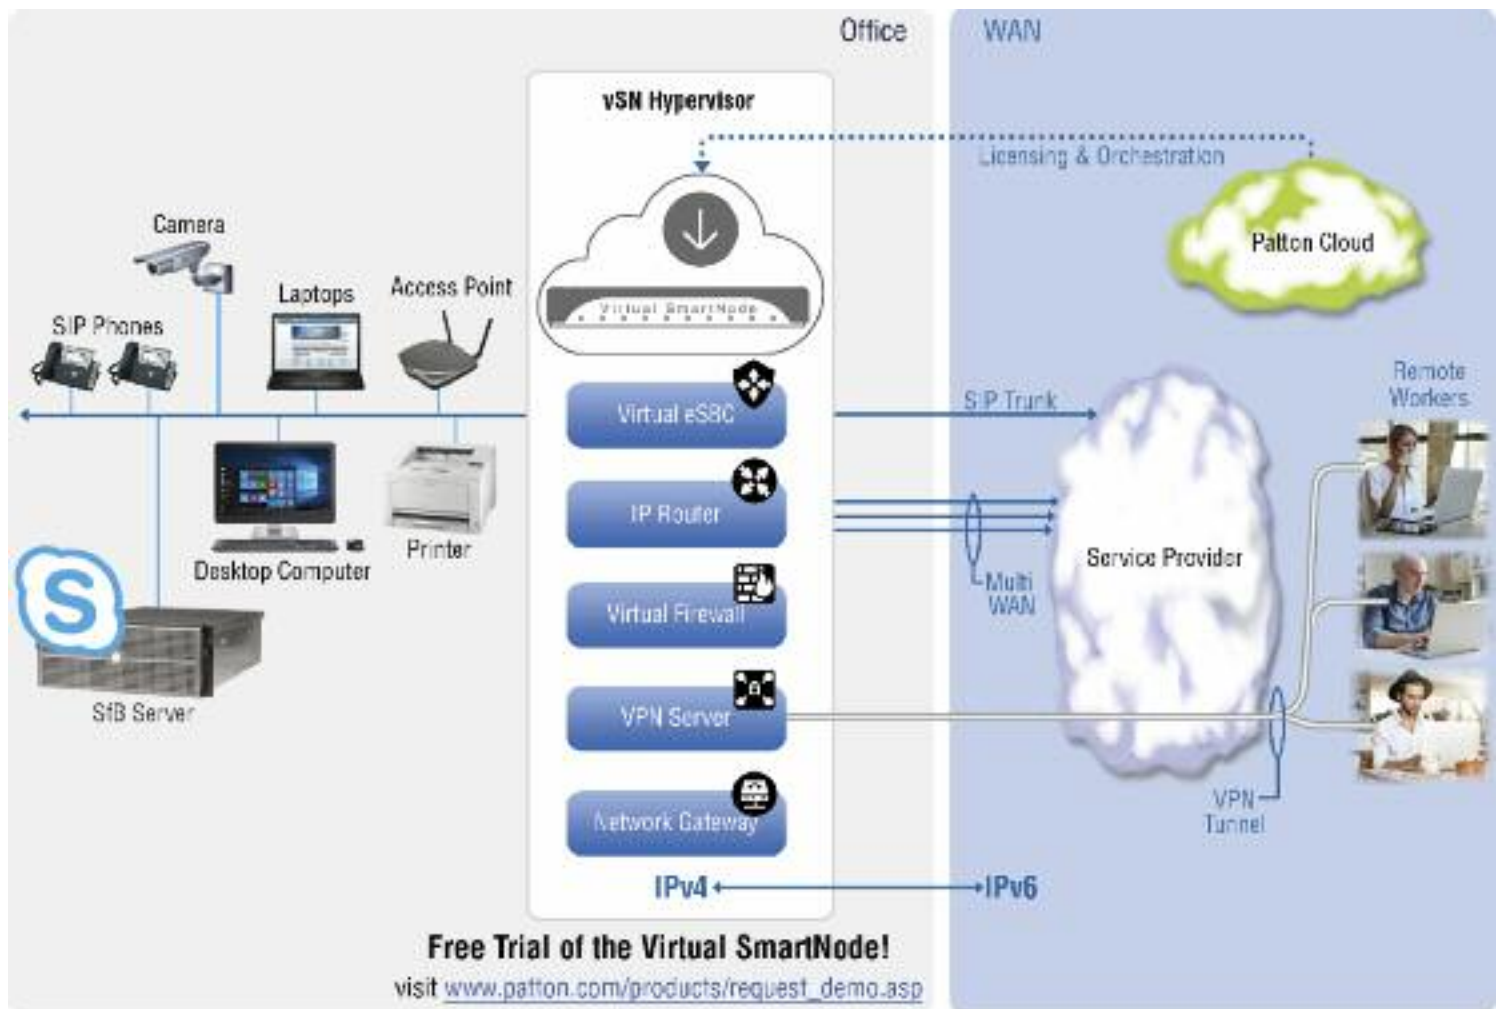 Office
WAN
vSN Hypervisor
Licensing & Orchestration
Patton Cloud
Camera
Laptops
Access Point
SIP Phones
Virtual SmartNode
Remote
Workers
Virtual eSBC
SIP Trunk
IP Router
Desktop Computer
Printer
Service Provider
Multi
WAN
Virtual Firewall
S
SfB Server
VPN Server
VPN
Tunnel
Network Gateway
IPv4
IPv6
Free Trial of the Virtual SmartNode!
visit www.patton.com/products/request_demo.asp